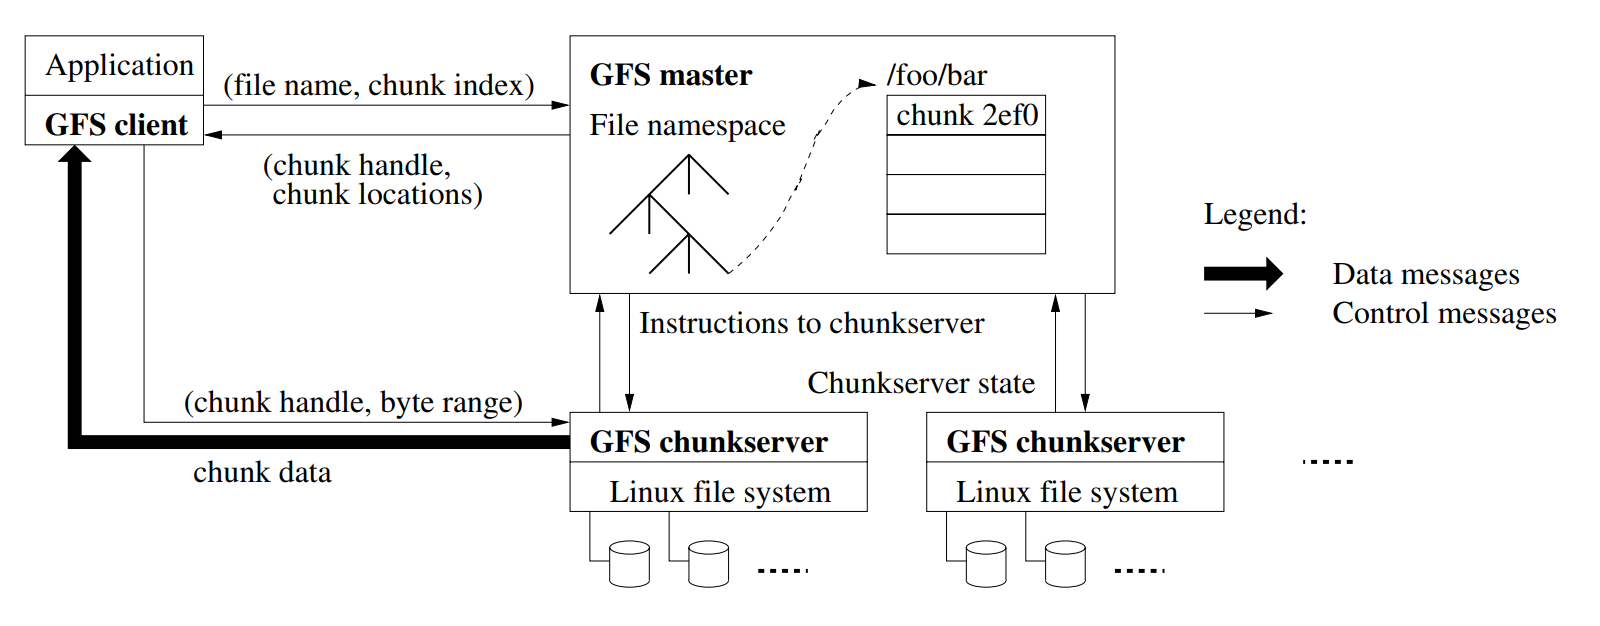 Application
GFS client
(file name, chunk index)
(chunk handle,
chunk locations)
GFS master
File namespace
/foo/bar
chunk 2ef0
Legend:
Data messages
Control messages
Instructions to chunkserver
Chunkserver state
(chunk handle, byte range)
chunk data
GFS chunkserver
Linux file system
GFS chunkserver
Linux file system